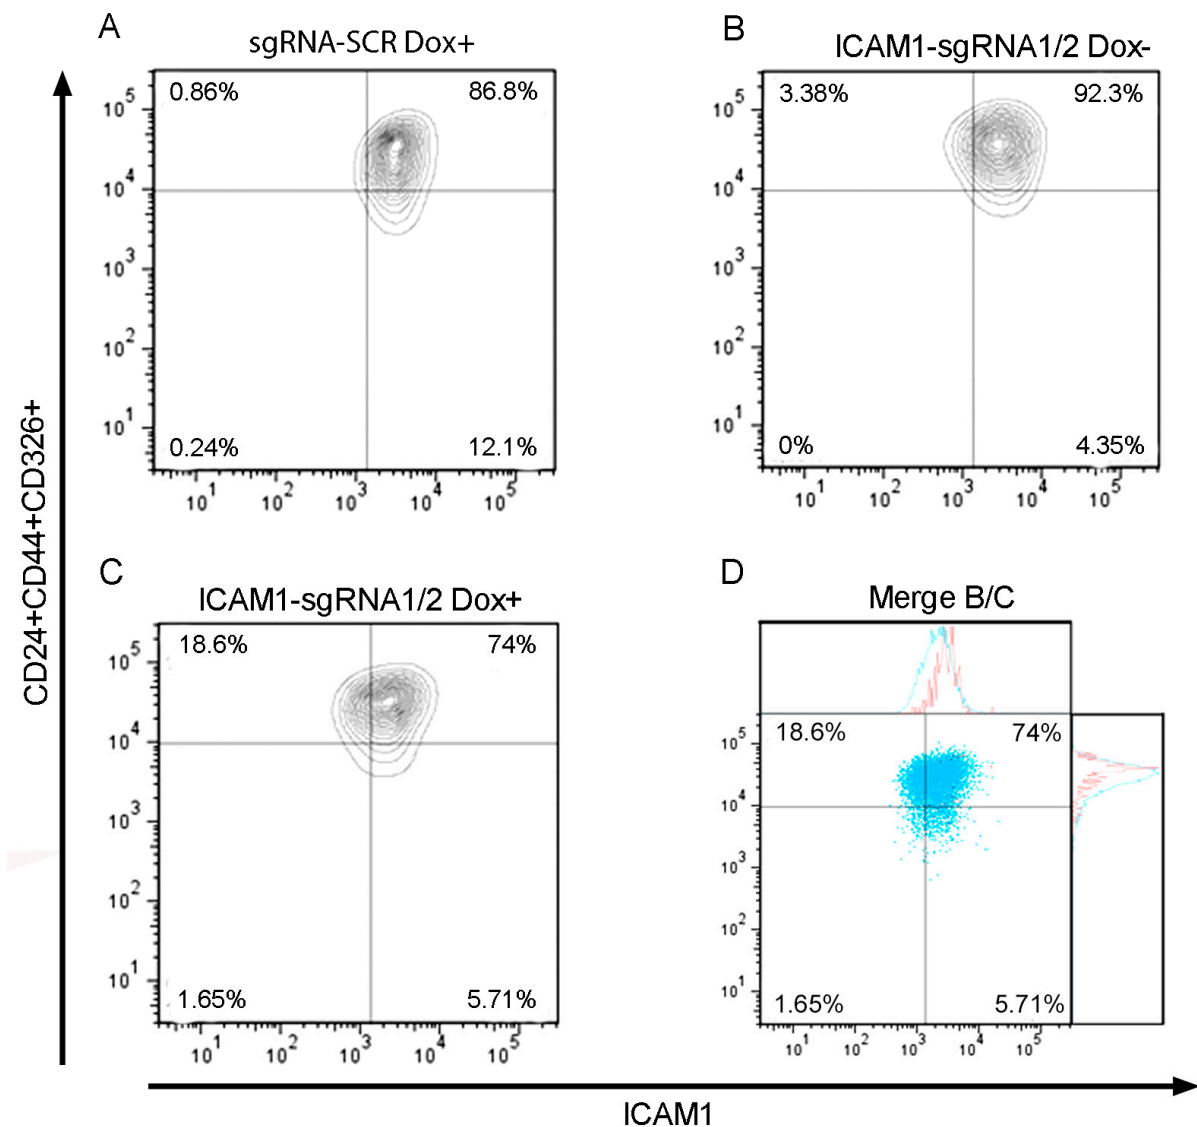 A
sgRNA-SCR Dox+
0.86%
86.8%
10^5
10^4
10^3
10^2
10^1
0.24%
12.1%
10^1 10^2 10^3 10^4 10^5
B
ICAM1-sgRNA1/2 Dox-
3.38%
92.3%
10^5
10^4
10^3
10^2
10^1
0%
4.35%
10^1 10^2 10^3 10^4 10^5
C
ICAM1-sgRNA1/2 Dox+
18.6%
74%
10^5
10^4
10^3
10^2
10^1
1.65%
5.71%
10^1 10^2 10^3 10^4 10^5
D
Merge B/C
18.6%
74%
10^5
10^4
10^3
10^2
10^1
1.65%
5.71%
10^1 10^2 10^3 10^4 10^5
CD24+CD44+CD326+
ICAM1